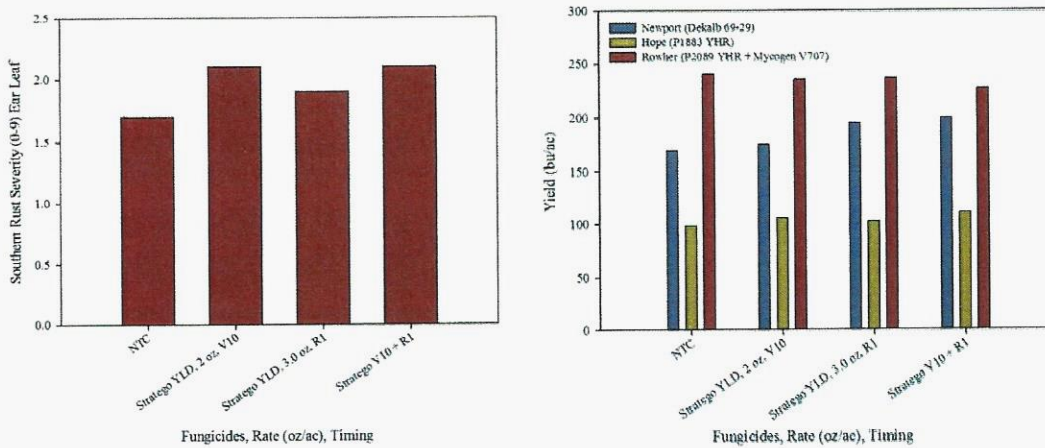 2.5
2.0
1.5
1.0
0.5
0.0
Southern Rust Severity (0-9) Ear Leaf
NTC
Stratego YLD, 2 oz, V10
Stratego YLD, 3.0 oz, R1
Stratego V10 + R1
Fungicides, Rate (oz/ac), Timing
300
250
200
150
100
50
0
Yield (bu/ac)
Newport (Dekalb 69-29)
Hope (P1883 YHR)
Rowher (P2089 YHR + Mycogen V707)
NTC
Stratego YLD, 2 oz, V10
Stratego YLD, 3.0 oz, R1
Stratego V10 + R1
Fungicides, Rate (oz/ac), Timing